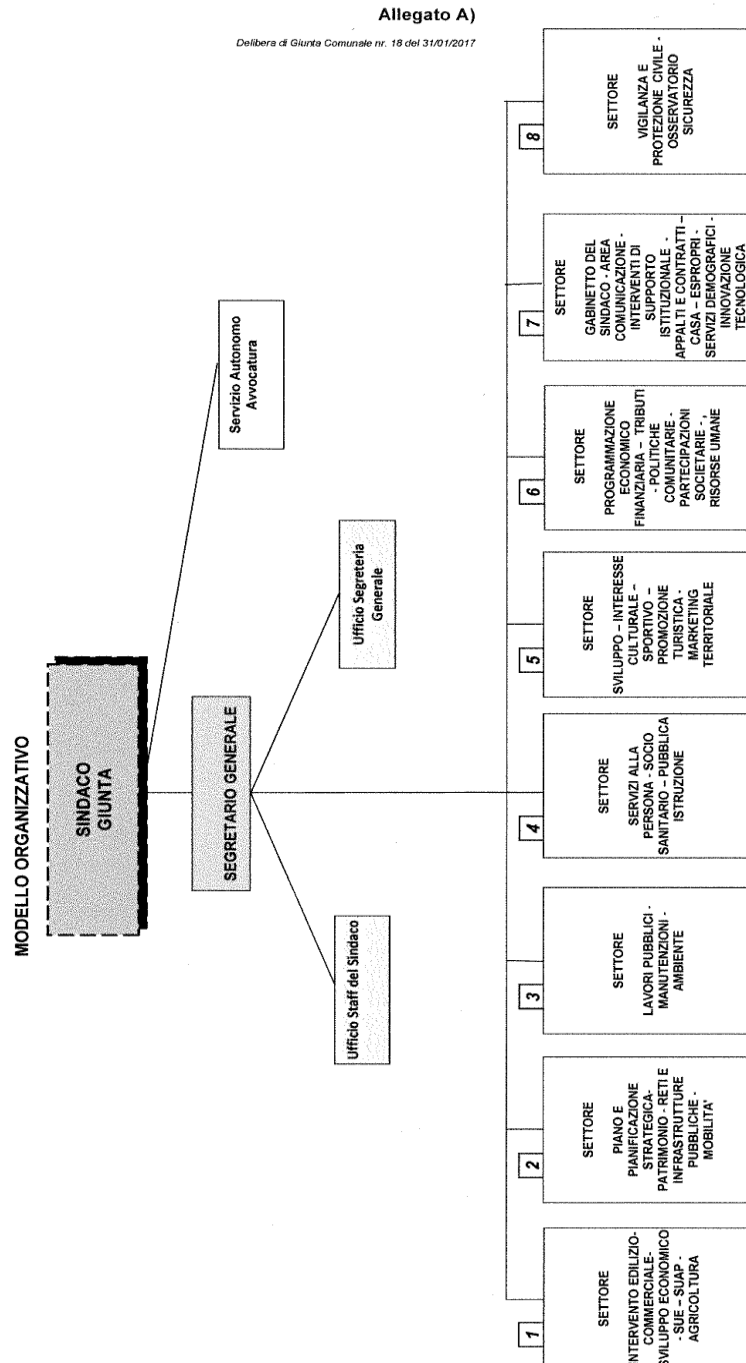 Allegato A)
Delibera di Giunta Comunale nr. 18 del 31/01/2017
MODELLO ORGANIZZATIVO
SINDACO
GIUNTA
Servizio Autonomo
Avvocatura
SEGRETARIO GENERALE
Ufficio Staff del Sindaco
Ufficio Segreteria
Generale
1
SETTORE
INTERVENTO EDILIZIO-
COMMERCIALE-
SVILUPPO ECONOMICO
- SUE – SUAP -
AGRICOLTURA
2
SETTORE
PIANO E
PIANIFICAZIONE
STRATEGICA-
PATRIMONIO - RETI E
INFRASTRUTTURE
PUBBLICHE -
MOBILITA'
3
SETTORE
LAVORI PUBBLICI -
MANUTENZIONI -
AMBIENTE
4
SETTORE
SERVIZI ALLA
PERSONA - SOCIO
SANITARIO – PUBBLICA
ISTRUZIONE
5
SETTORE
SVILUPPO – INTERESSE
CULTURALE –
SPORTIVO –
PROMOZIONE
TURISTICA -
MARKETING
TERRITORIALE
6
SETTORE
PROGRAMMAZIONE
ECONOMICO
FINANZIARIA – TRIBUTI
- POLITICHE
COMUNITARIE -
PARTECIPAZIONI
SOCIETARIE - ,
RISORSE UMANE
7
SETTORE
GABINETTO DEL
SINDACO - AREA
COMUNICAZIONE -
INTERVENTI DI
SUPPORTO
ISTITUZIONALE -
APPALTI E CONTRATTI –
CASA – ESPROPRI -
SERVIZI DEMOGRAFICI -
INNOVAZIONE
TECNOLOGICA
8
SETTORE
VIGILANZA E
PROTEZIONE CIVILE -
OSSERVATORIO
SICUREZZA